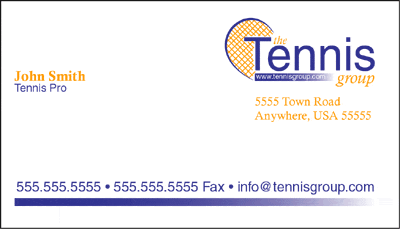 the
Tennis
www.tennisgroup.com
group
John Smith
Tennis Pro
5555 Town Road
Anywhere, USA 55555
555.555.5555 • 555.555.5555 Fax • info@tennisgroup.com